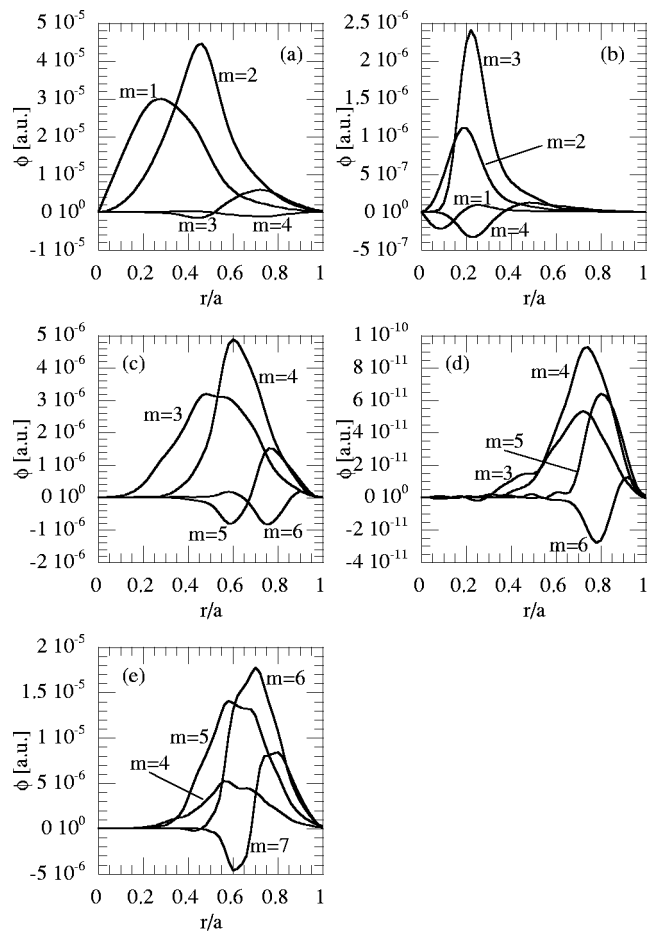 5 10-5
4 10-5
3 10-5
2 10-5
1 10-5
0 100
-1 10-5
ϕ [a.u.]
(a)
m=1
m=2
m=3
m=4
0 0.2 0.4 0.6 0.8 1
r/a
2.5 10-6
2 10-6
1.5 10-6
1 10-6
5 10-7
0 100
-5 10-7
ϕ [a.u.]
(b)
m=3
m=2
m=1
m=4
0 0.2 0.4 0.6 0.8 1
r/a
5 10-6
4 10-6
3 10-6
2 10-6
1 10-6
0 100
-1 10-6
-2 10-6
ϕ [a.u.]
(c)
m=4
m=3
m=5
m=6
0 0.2 0.4 0.6 0.8 1
r/a
1 10-10
8 10-11
6 10-11
4 10-11
2 10-11
0 100
-2 10-11
-4 10-11
ϕ [a.u.]
(d)
m=4
m=5
m=3
m=6
0 0.2 0.4 0.6 0.8 1
r/a
2 10-5
1.5 10-5
1 10-5
5 10-6
0 100
-5 10-6
ϕ [a.u.]
(e)
m=6
m=5
m=4
m=7
0 0.2 0.4 0.6 0.8 1
r/a